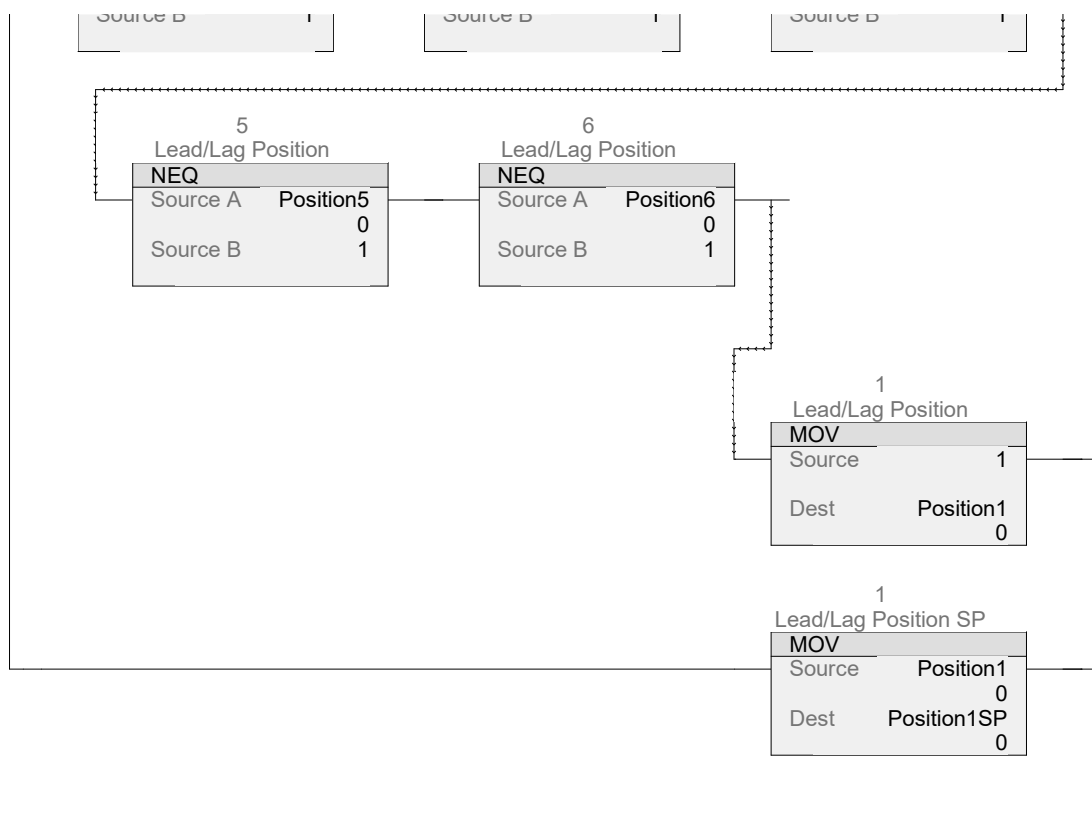 Source B 1 Source B 1 Source B 1
5 6
Lead/Lag Position Lead/Lag Position
NEQ NEQ
Source A Position5 Source A Position6
0 0
Source B 1 Source B 1
1
Lead/Lag Position
MOV
Source 1
Dest Position1
0
1
Lead/Lag Position SP
MOV
Source Position1
0
Dest Position1SP
0